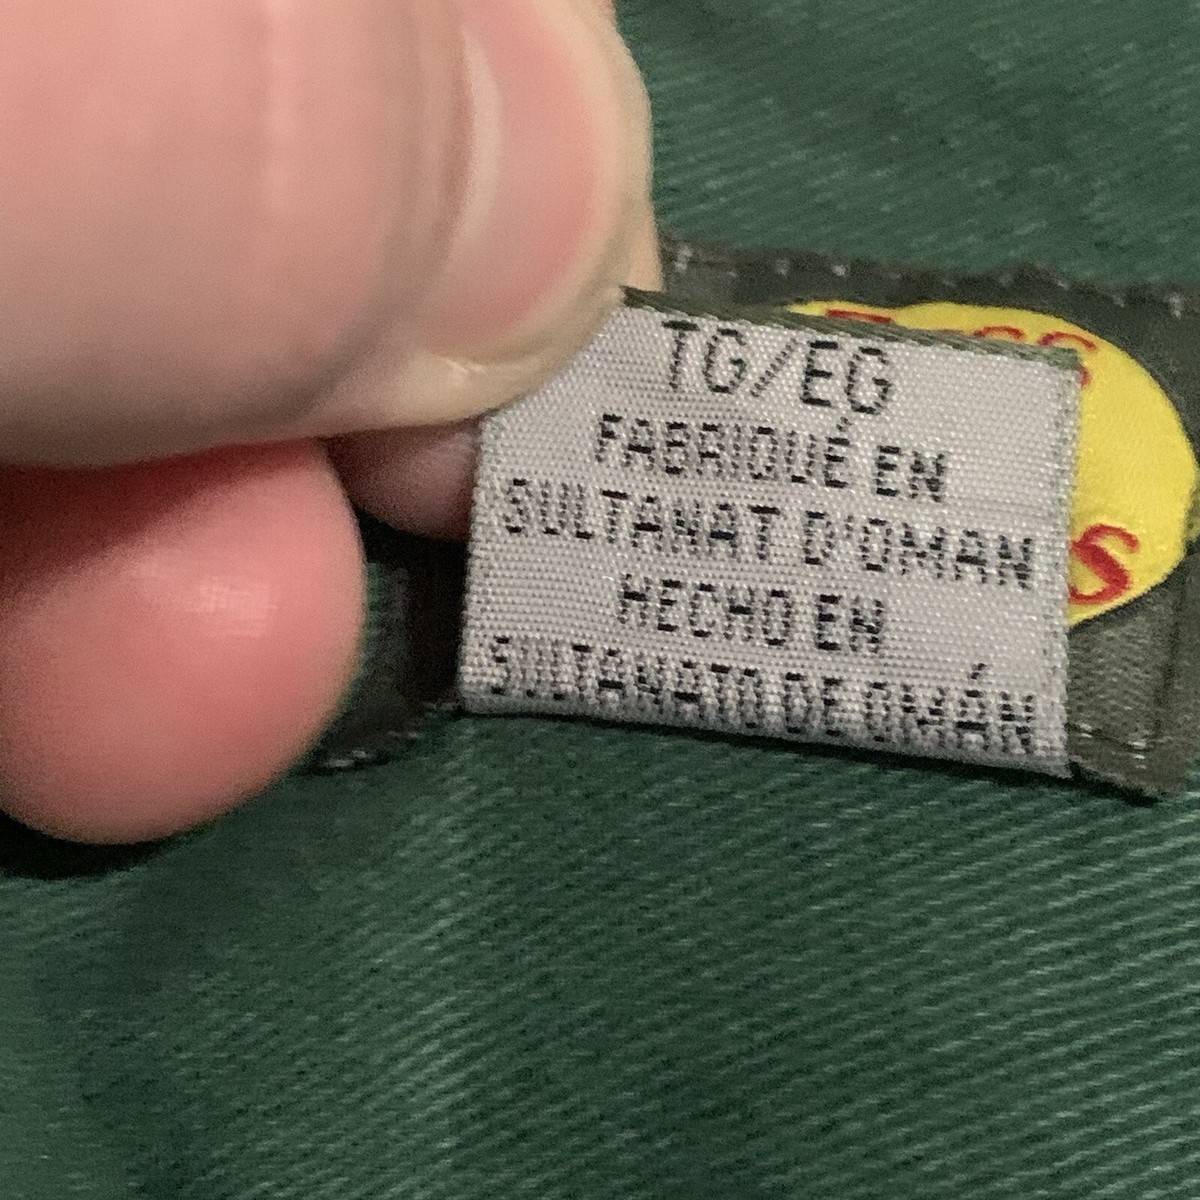 TG/EG
FABRIQUÉ EN
SULTANAT D'OMAN
HECHO EN
SULTANATO DE OMÁN